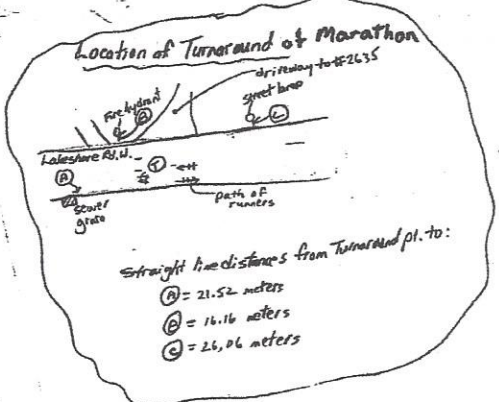 Location of Turnaround of Marathon
driveway to #2635
Fire hydrant
B
street lamp
C
Lakeshore Rd. W.
A
T
sewer
grate
path of
runners
straight line distances from Turnaround pt. to:
A = 21.52 meters
B = 16.16 meters
C = 26,06 meters